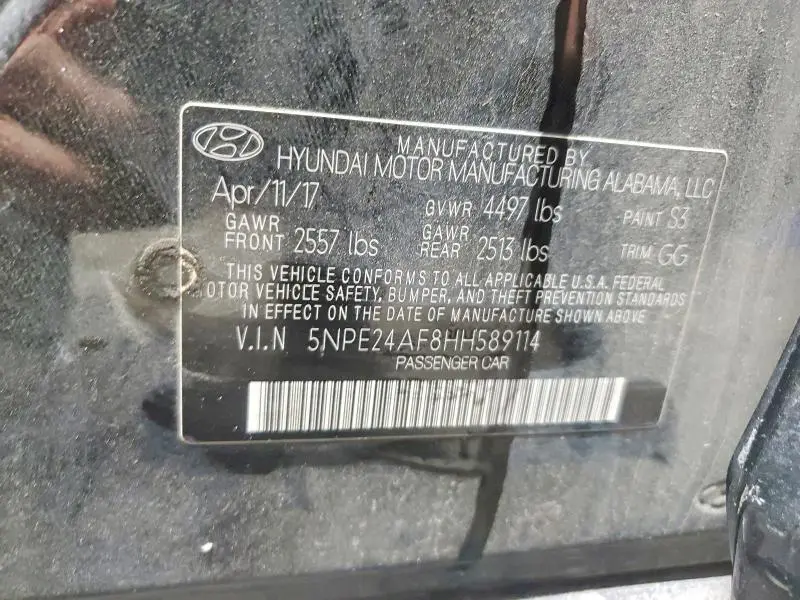 MANUFACTURED BY
HYUNDAI MOTOR MANUFACTURING ALABAMA, LLC
Apr/11/17 GVWR 4497 lbs PAINT S3
GAWR FRONT 2557 lbs GAWR REAR 2513 lbs TRIM GG
THIS VEHICLE CONFORMS TO ALL APPLICABLE U.S.A. FEDERAL
MOTOR VEHICLE SAFETY, BUMPER, AND THEFT PREVENTION STANDARDS
IN EFFECT ON THE DATE OF MANUFACTURE SHOWN ABOVE
V.I.N 5NPE24AF8HH589114
PASSENGER CAR